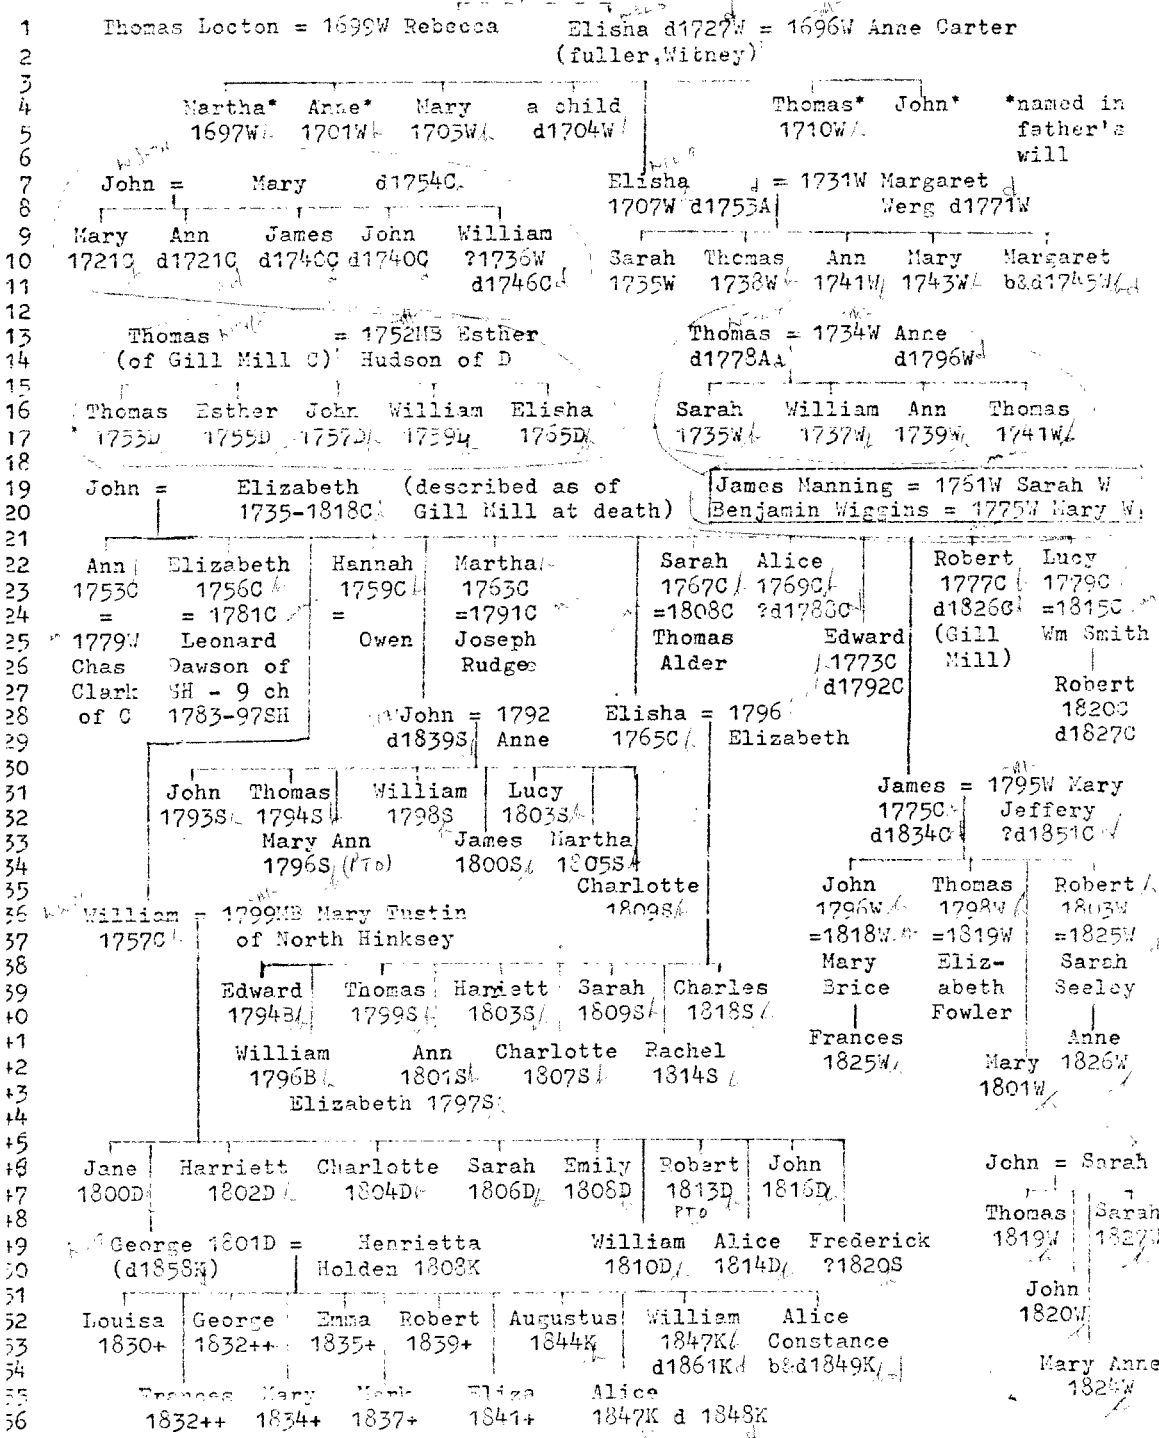 1 Thomas Locton = 1699W Rebecca Elisha d1727W = 1696W Anne Carter
2 (fuller,Witney)
3
4 Martha* Anne* Mary a child Thomas* John* *named in
5 1697W 1701W 1703W d1704W 1710W father's
6 will
7 John = Mary d1754C Elisha = 1731W Margaret
8 1707W d1753A Werg d1771W
9 Mary Ann James John William
10 1721C d1721C d1740C d1740C ?1736W Sarah Thomas Ann Mary Margaret
11 d1746C 1735W 1738W 1741W 1743W b&d1745W
12
13 Thomas = 1752MB Esther Thomas = 1734W Anne
14 (of Gill Mill C) Hudson of D d1778A d1796W
15
16 Thomas Esther John William Elisha Sarah William Ann Thomas
17 1753D 1755D 1757D 1759D 1765D 1735W 1737W 1739W 1741W
18
19 John = Elizabeth (described as of James Manning = 1761W Sarah W
20 1735-1818C Gill Mill at death) Benjamin Wiggins = 1775W Mary W
21
22 Ann Elizabeth Hannah Martha Sarah Alice Robert Lucy
23 1753C 1756C 1759C 1763C 1767C 1769C 1777C 1779C
24 = = 1781C = =1791C =1808C ?d1788C d1826C =1815C
25 1779W Leonard Owen Joseph Thomas Edward (Gill Wm Smith
26 Chas Dawson of Rudge Alder 1773C Mill)
27 Clark SH - 9 ch d1792C Robert
28 of C 1783-97SH John = 1792 Elisha = 1796 1820C
29 d1839S Anne 1765C Elizabeth d1827C
30
31 John Thomas William Lucy James = 1795W Mary
32 1793S 1794S 1798S 1803S 1775C Jeffery
33 Mary Ann James Martha d1834C ?d1851C
34 1796S (PTO) 1800S 1805S
35 Charlotte John Thomas Robert
36 William = 1799MB Mary Tustin 1809S 1796W 1798W 1803W
37 1757C of North Hinksey =1818W =1819W =1825W
38 Mary Eliz- Sarah
39 Edward Thomas Harriett Sarah Charles Brice abeth Seeley
40 1794B 1799S 1803S 1809S 1818S Fowler
41 William Ann Charlotte Rachel Frances Anne
42 1796B 1801S 1807S 1814S 1825W Mary 1826W
43 Elizabeth 1797S 1801W
44
45
46 Jane Harriett Charlotte Sarah Emily Robert John John = Sarah
47 1800D 1802D 1804D 1806D 1808D 1813D 1816D
48 PTO Thomas Sarah
49 George 1801D = Henrietta William Alice Frederick 1819W 1827W
50 (d1858K) Holden 1808K 1810D 1814D ?1820S
51 John
52 Louisa George Emma Robert Augustus William Alice 1820W
53 1830+ 1832++ 1835+ 1839+ 1844K 1847K Constance
54 d1861K b&d1849K Mary Anne
55 Frances Mary Mark Eliza Alice 1824W
56 1832++ 1834+ 1837+ 1841+ 1847K d 1848K